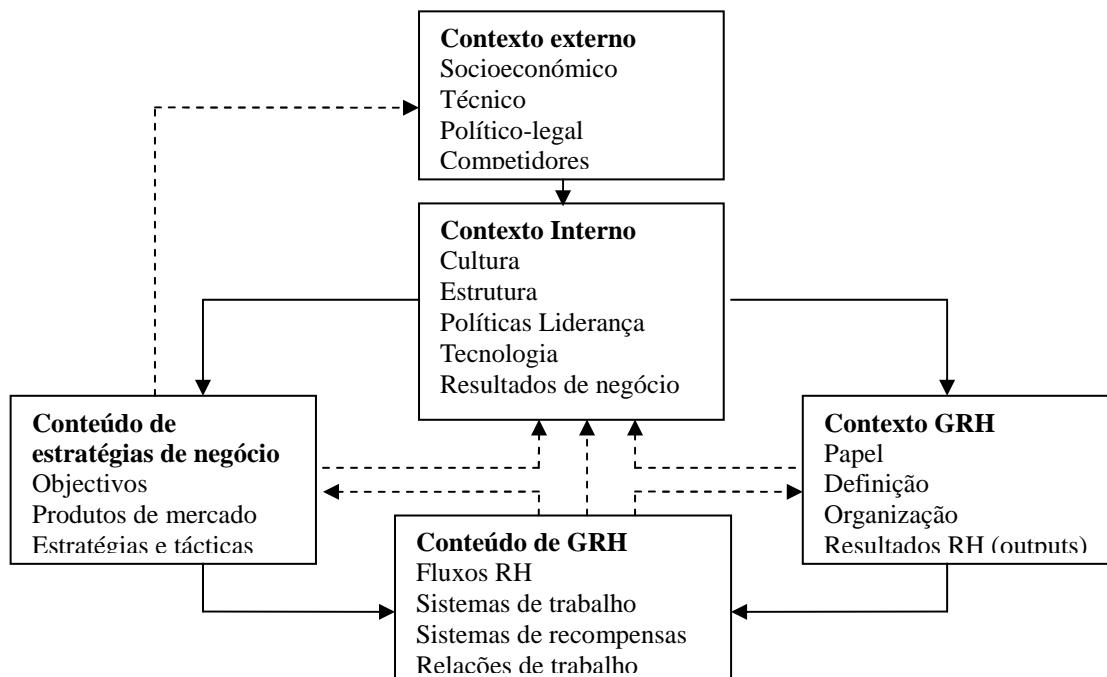 Contexto externo
Socioeconómico
Técnico
Político-legal
Competidores
Contexto Interno
Cultura
Estrutura
Políticas Liderança
Tecnologia
Resultados de negócio
Conteúdo de
estratégias de negócio
Objectivos
Produtos de mercado
Estratégias e tácticas
Contexto GRH
Papel
Definição
Organização
Resultados RH (outputs)
Conteúdo de GRH
Fluxos RH
Sistemas de trabalho
Sistemas de recompensas
Relações de trabalho